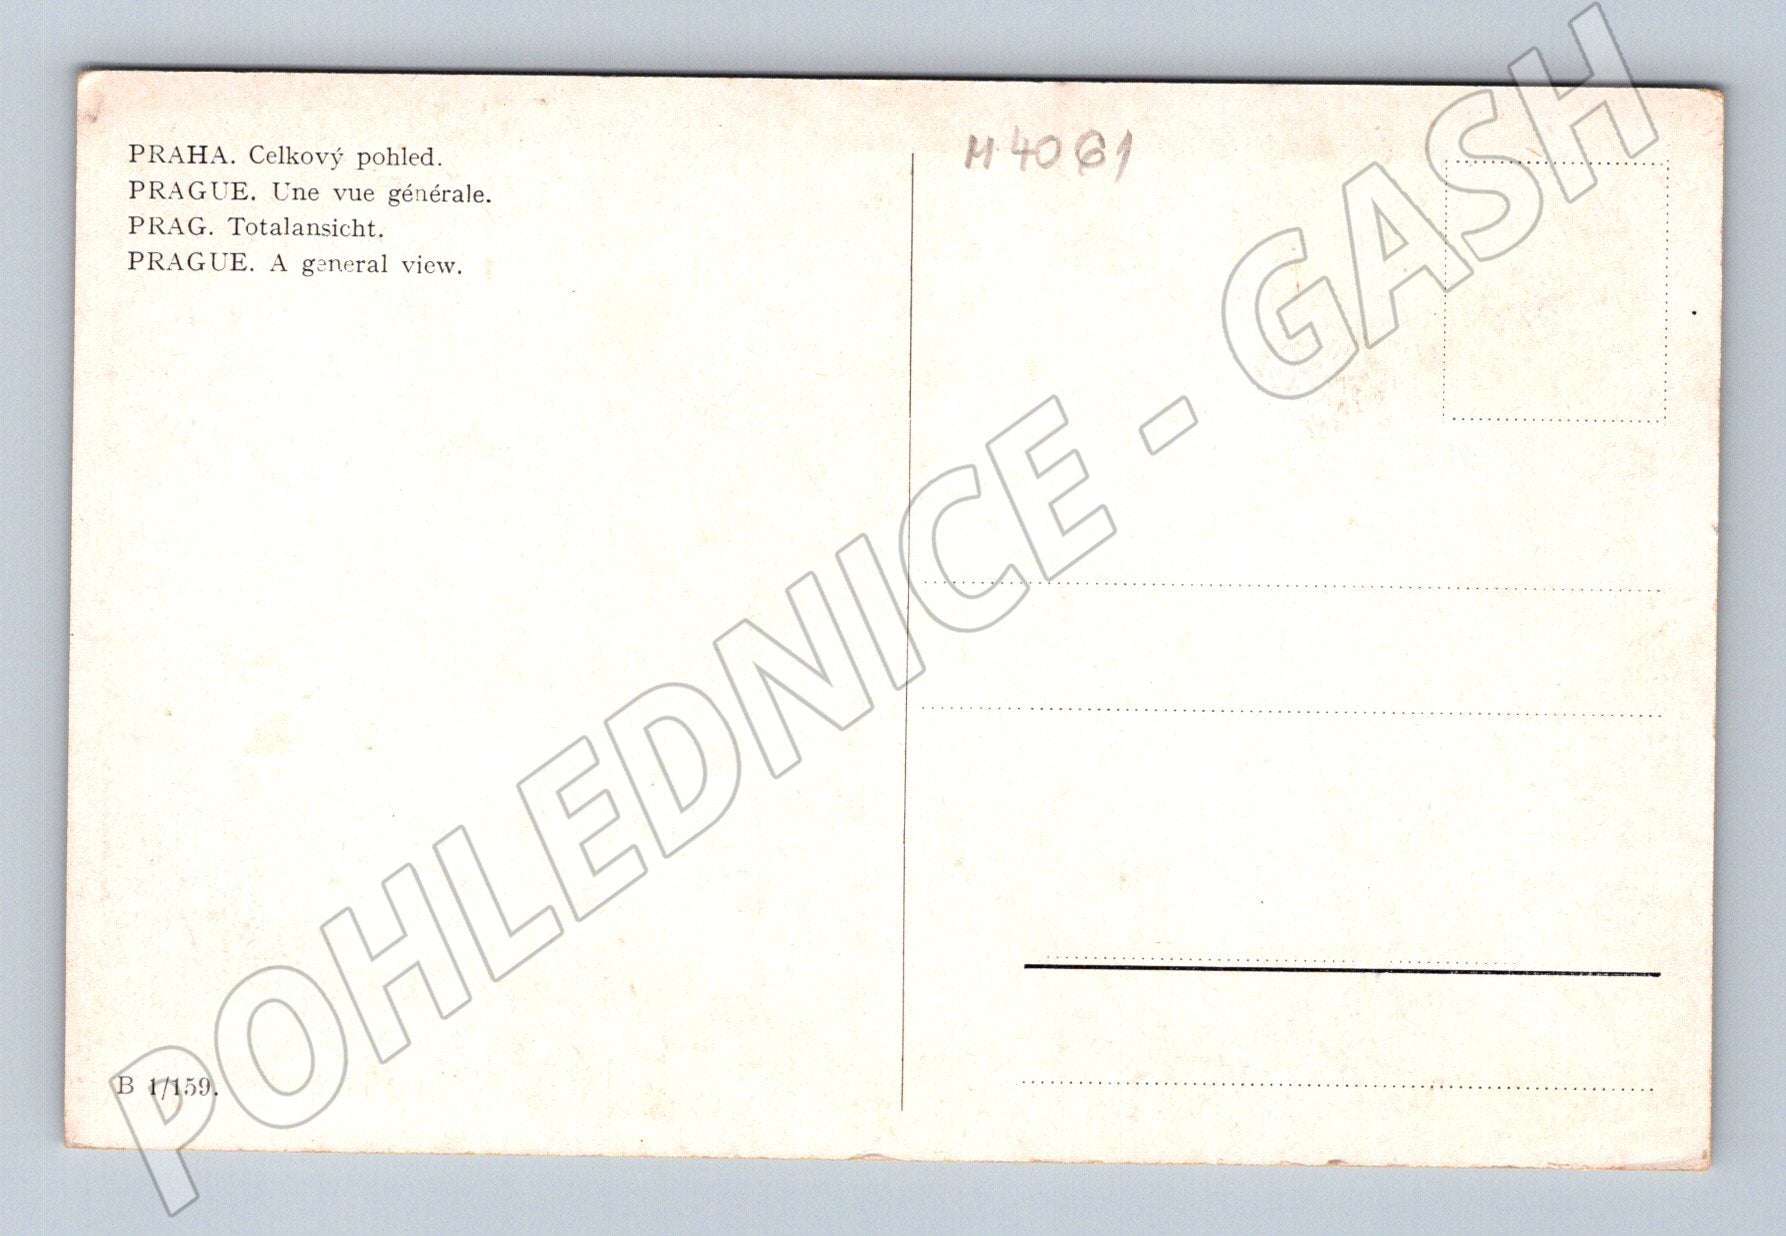 PRAHA. Celkový pohled.
PRAGUE. Une vue générale.
PRAG. Totalansicht.
PRAGUE. A general view.
H 4061
B 1/159.
POHLEDNICE - GASH